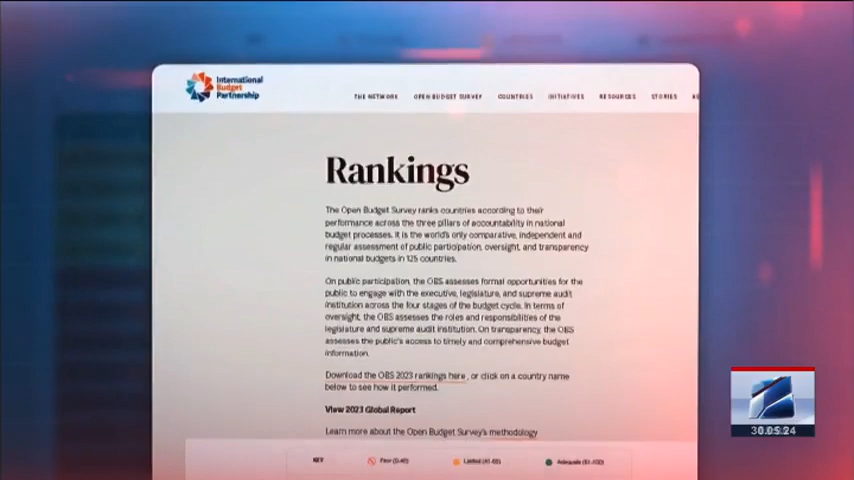 International
Budget
Partnership
THE NETWORK OPEN BUDGET SURVEY COUNTRIES INITIATIVES RESOURCES STORIES
Rankings
The Open Budget Survey ranks countries according to their
performance across the three pillars of accountability in national
budget processes. It is the world's only comparative, independent and
regular assessment of public participation, oversight, and transparency
in national budgets in 125 countries.
On public participation, the OBS assesses formal opportunities for the
public to engage with the executive, legislature, and supreme audit
institution across the four stages of the budget cycle. In terms of
oversight, the OBS assesses the roles and responsibilities of the
legislature and supreme audit institution. On transparency, the OBS
assesses the public's access to timely and comprehensive budget
information.
Download the OBS 2023 rankings here, or click on a country name
below to see how it performed.
View 2023 Global Report
Learn more about the Open Budget Survey's methodology
KEY Few (0-40) Limited (41-60) Adequate (61-100)
30.05.24